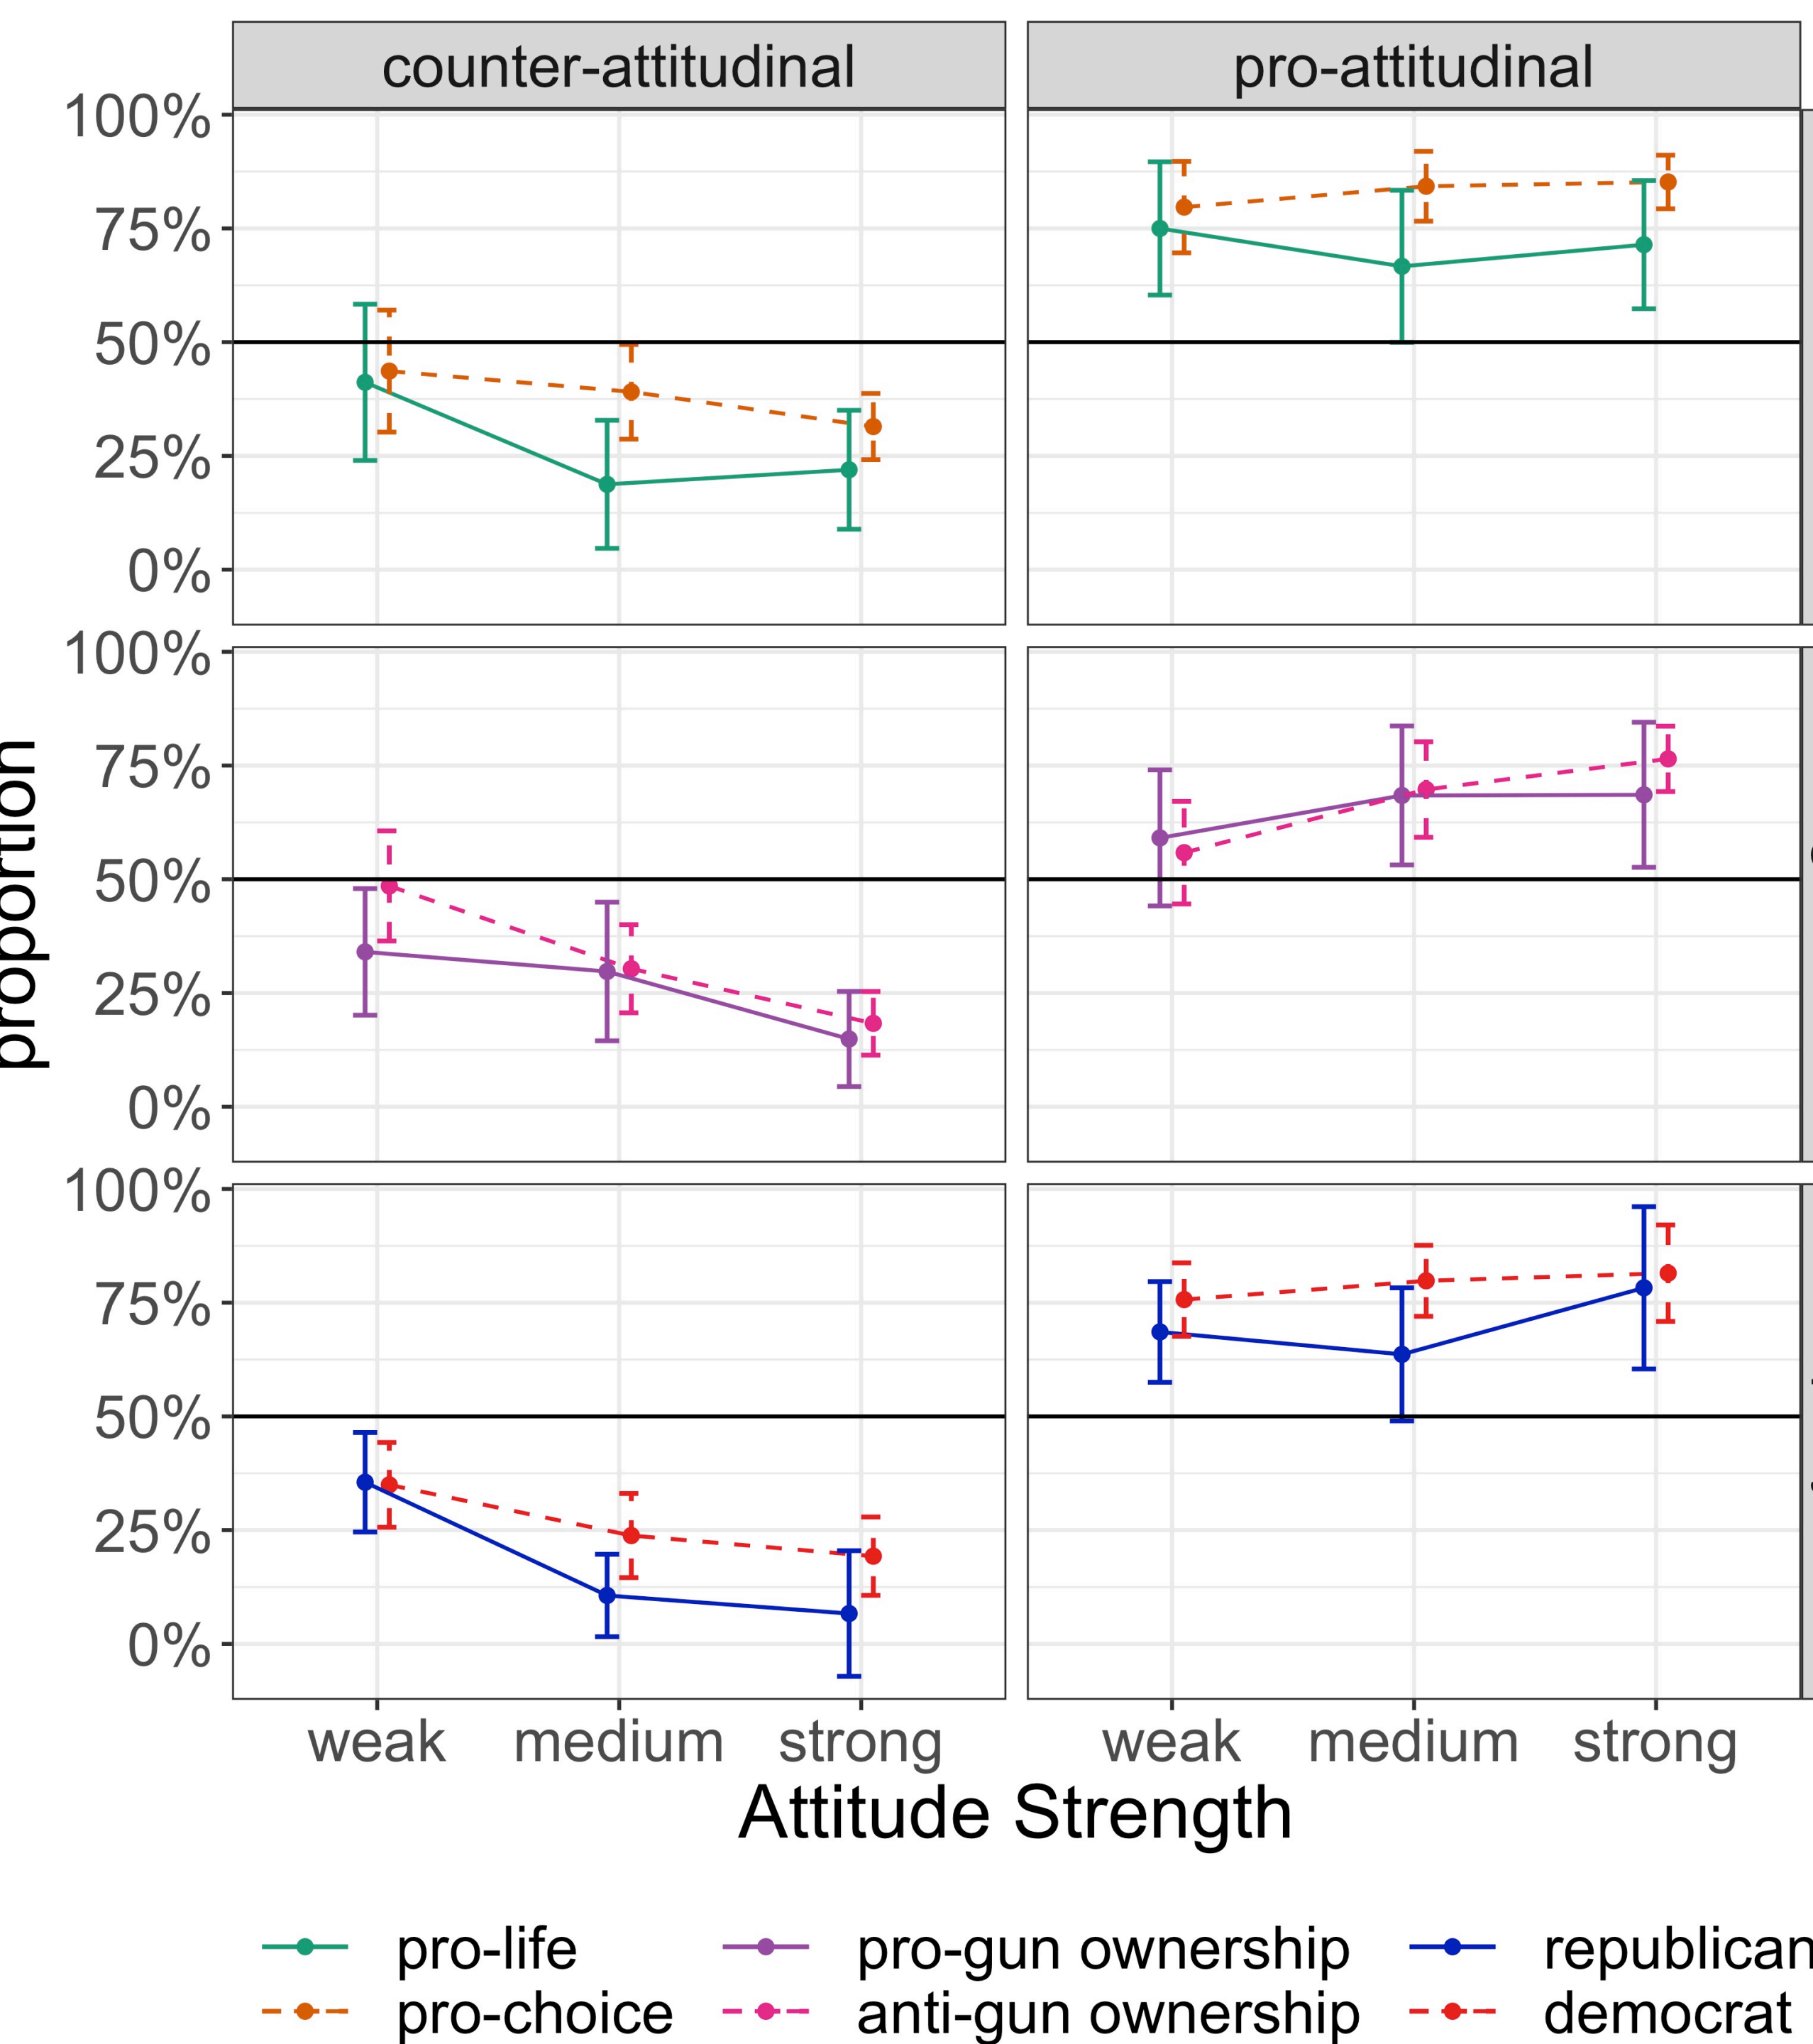 counter-attitudinal pro-attitudinal
100%
75%
50%
25%
0%
100%
75%
50%
25%
0%
100%
75%
50%
25%
0%
proportion
weak medium strong weak medium strong
Attitude Strength
pro-life pro-gun ownership republican
pro-choice anti-gun ownership democrat